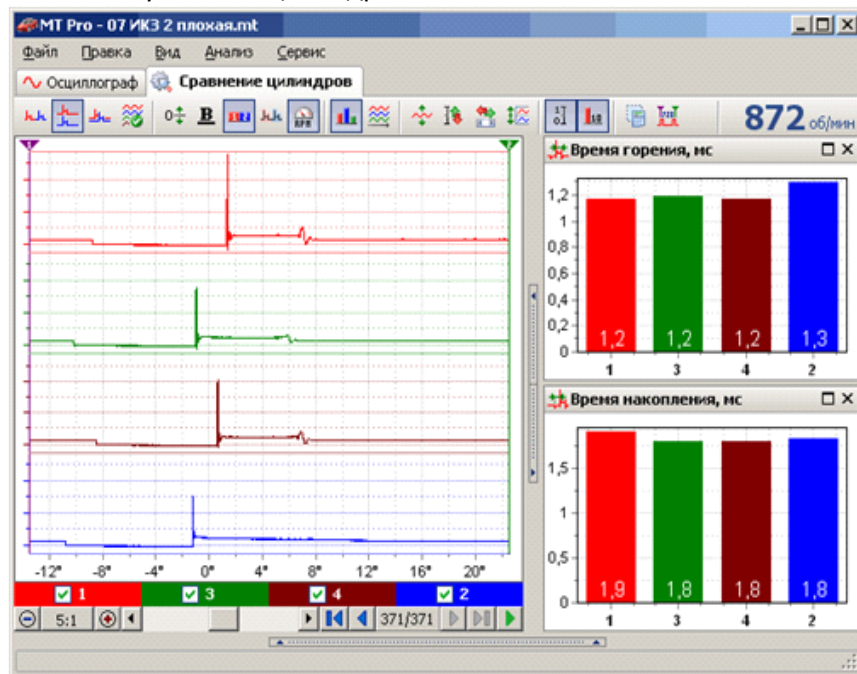 MT Pro - 07 ИКЗ 2 плохая.mt
Файл Правка Вид Анализ Сервис
Осциллограф Сравнение цилиндров
872 об/мин
Время горения, мс
1,2
1
0,8
0,6
0,4
0,2
0
1,2 1,2 1,2 1,3
1 3 4 2
Время накопления, мс
1,5
1
0,5
0
1,9 1,8 1,8 1,8
1 3 4 2
-12° -8° -4° 0° 4° 8° 12° 16° 20°
1 3 4 2
5:1 371/371